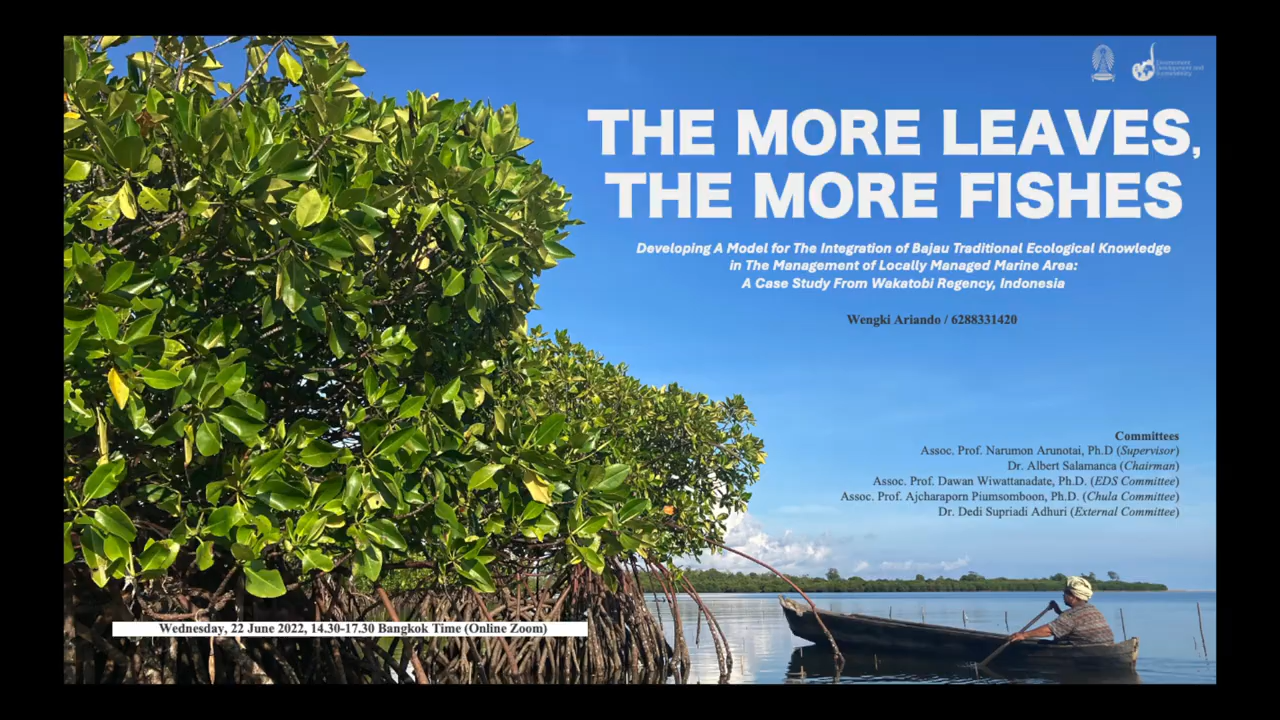 Environment
Development and
Sustainability
THE MORE LEAVES,
THE MORE FISHES
Developing A Model for The Integration of Bajau Traditional Ecological Knowledge
in The Management of Locally Managed Marine Area:
A Case Study From Wakatobi Regency, Indonesia
Wengki Ariando / 6288331420
Committees
Assoc. Prof. Narumon Arunotai, Ph.D (Supervisor)
Dr. Albert Salamanca (Chairman)
Assoc. Prof. Dawan Wiwattanadate, Ph.D. (EDS Committee)
Assoc. Prof. Ajcharaporn Piumsomboon, Ph.D. (Chula Committee)
Dr. Dedi Supriadi Adhuri (External Committee)
Wednesday, 22 June 2022, 14.30-17.30 Bangkok Time (Online Zoom)